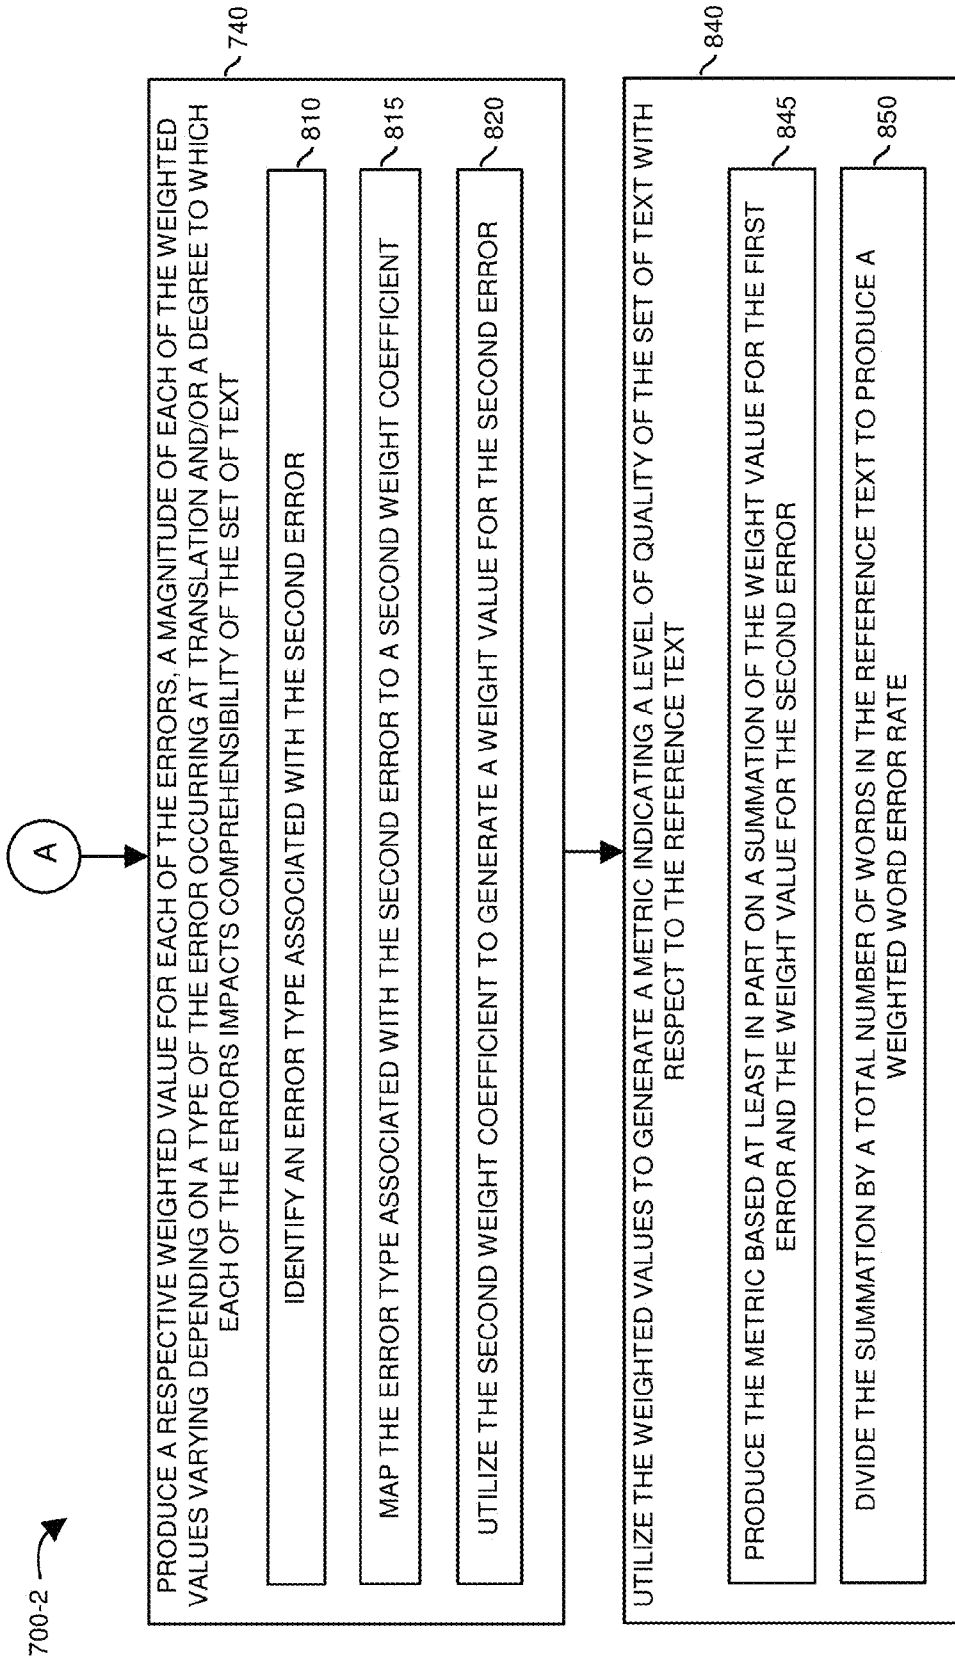 700-2
A
PRODUCE A RESPECTIVE WEIGHTED VALUE FOR EACH OF THE ERRORS, A MAGNITUDE OF EACH OF THE WEIGHTED
VALUES VARYING DEPENDING ON A TYPE OF THE ERROR OCCURRING AT TRANSLATION AND/OR A DEGREE TO WHICH
EACH OF THE ERRORS IMPACTS COMPREHENSIBILITY OF THE SET OF TEXT
740
IDENTIFY AN ERROR TYPE ASSOCIATED WITH THE SECOND ERROR
810
MAP THE ERROR TYPE ASSOCIATED WITH THE SECOND ERROR TO A SECOND WEIGHT COEFFICIENT
815
UTILIZE THE SECOND WEIGHT COEFFICIENT TO GENERATE A WEIGHT VALUE FOR THE SECOND ERROR
820
UTILIZE THE WEIGHTED VALUES TO GENERATE A METRIC INDICATING A LEVEL OF QUALITY OF THE SET OF TEXT WITH
RESPECT TO THE REFERENCE TEXT
840
PRODUCE THE METRIC BASED AT LEAST IN PART ON A SUMMATION OF THE WEIGHT VALUE FOR THE FIRST
ERROR AND THE WEIGHT VALUE FOR THE SECOND ERROR
845
DIVIDE THE SUMMATION BY A TOTAL NUMBER OF WORDS IN THE REFERENCE TEXT TO PRODUCE A
WEIGHTED WORD ERROR RATE
850